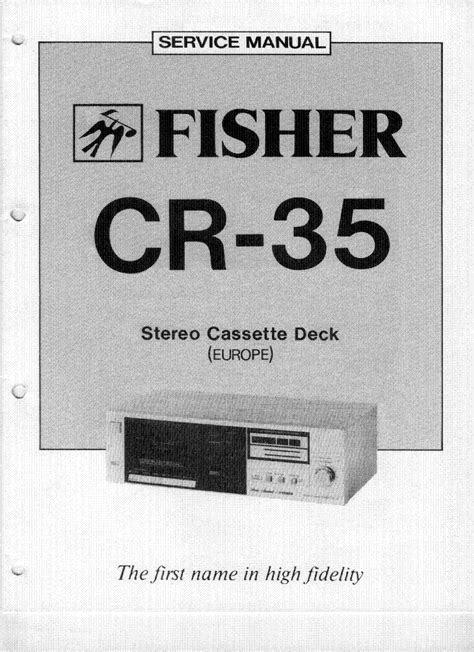 SERVICE MANUAL
FISHER
CR-35
Stereo Cassette Deck
(EUROPE)
The first name in high fidelity